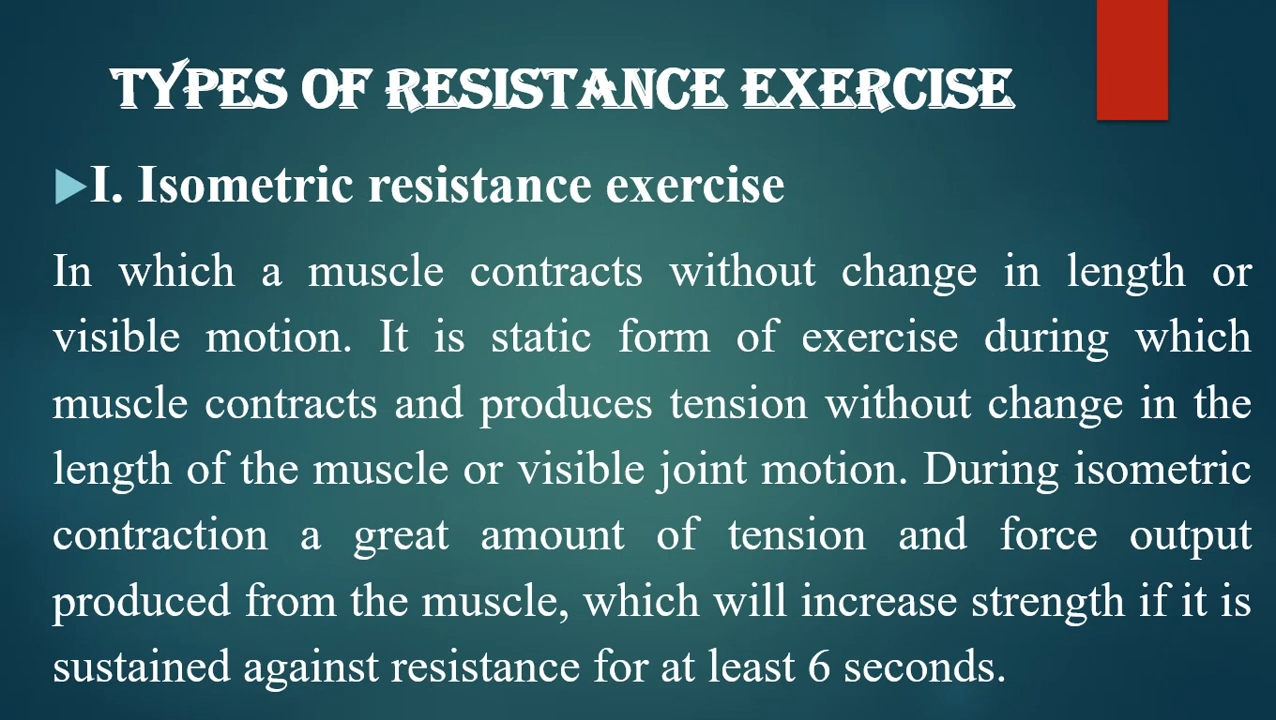 TYPES OF RESISTANCE EXERCISE
I. Isometric resistance exercise
In which a muscle contracts without change in length or
visible motion. It is static form of exercise during which
muscle contracts and produces tension without change in the
length of the muscle or visible joint motion. During isometric
contraction a great amount of tension and force output
produced from the muscle, which will increase strength if it is
sustained against resistance for at least 6 seconds.